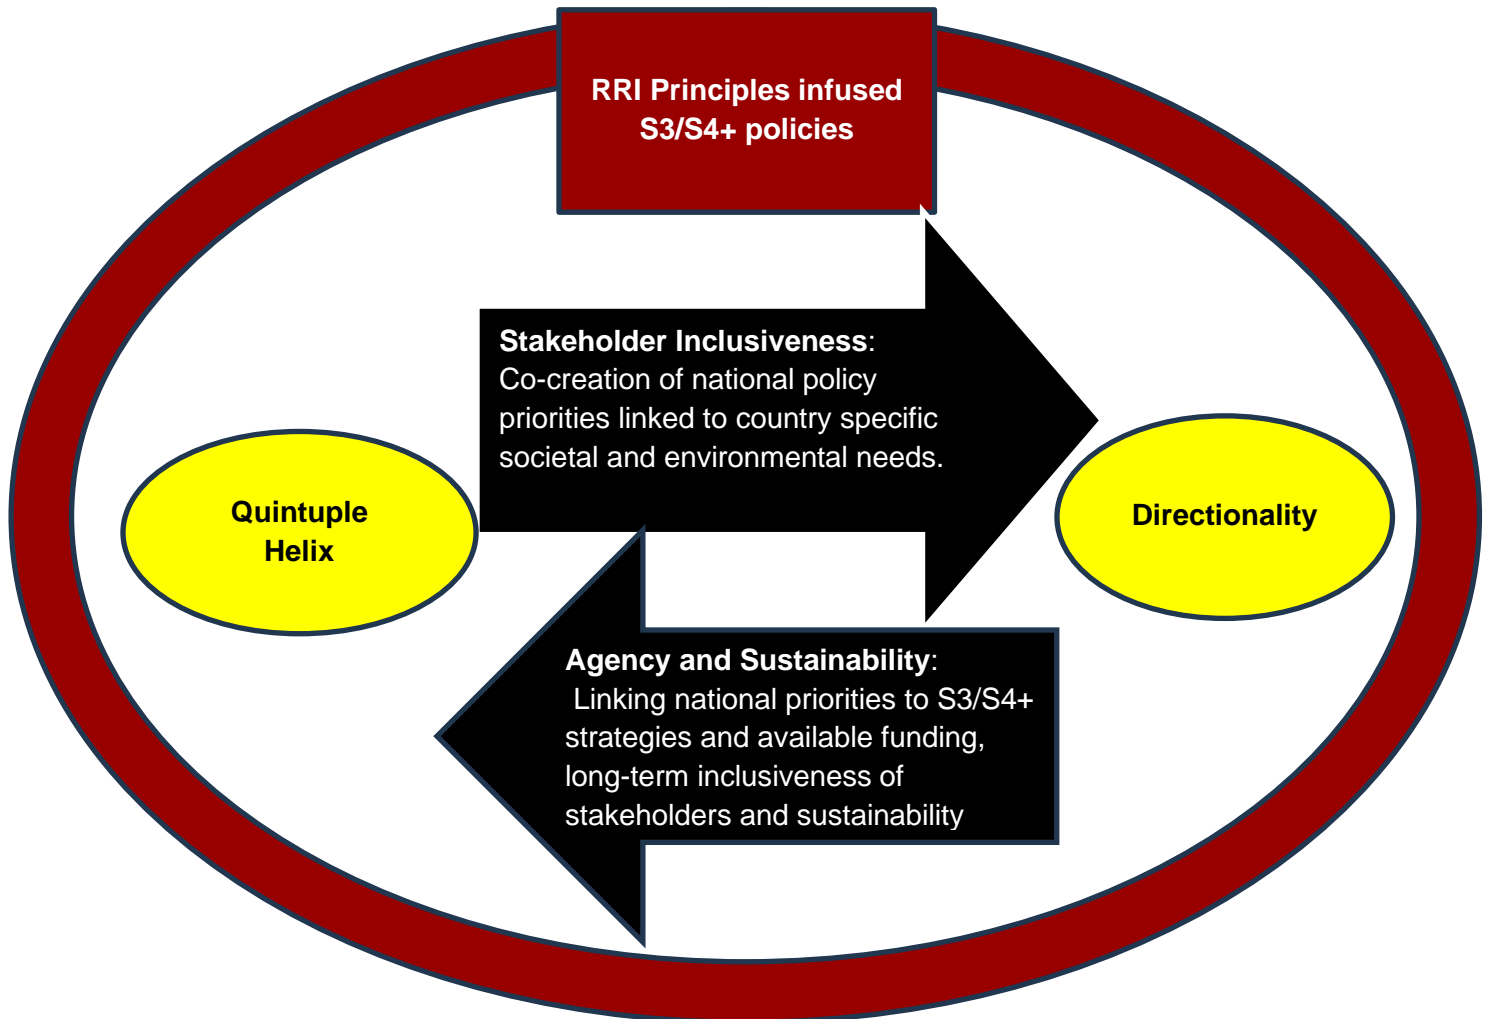 RRI Principles infused
S3/S4+ policies
Stakeholder Inclusiveness:
Co-creation of national policy
priorities linked to country specific
societal and environmental needs.
Quintuple
Helix
Directionality
Agency and Sustainability:
Linking national priorities to S3/S4+
strategies and available funding,
long-term inclusiveness of
stakeholders and sustainability